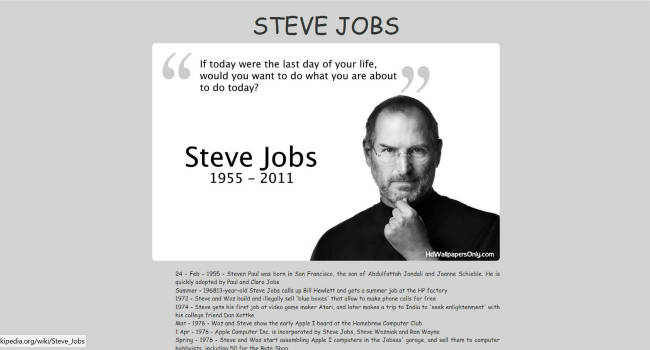 STEVE JOBS
“ If today were the last day of your life,
would you want to do what you are about
to do today? ”
Steve Jobs
1955 - 2011
HdWallpapersOnly.com
24 - Feb - 1955 - Steven Paul was born in San Francisco, the son of Abdulfattah Jandali and Joanne Schieble. He is
quickly adopted by Paul and Clara Jobs
Summer - 196813-year-old Steve Jobs calls up Bill Hewlett and gets a summer job at the HP factory
1972 - Steve and Woz build and illegally sell 'blue boxes' that allow to make phone calls for free
1974 - Steve gets his first job at video game maker Atari, and later makes a trip to India to 'seek enlightement' with
his college friend Dan Kottke
Mar - 1976 - Woz and Steve show the early Apple I board at the Homebrew Computer Club
1 Apr - 1976 - Apple Computer Inc. is incorporated by Steve Jobs, Steve Wozniak and Ron Wayne
Spring - 1976 - Steve and Woz start assembling Apple I computers in the Jobses' garage, and sell them to computer
hobbyists, including 50 for the Byte Shop
kipedia.org/wiki/Steve_Jobs